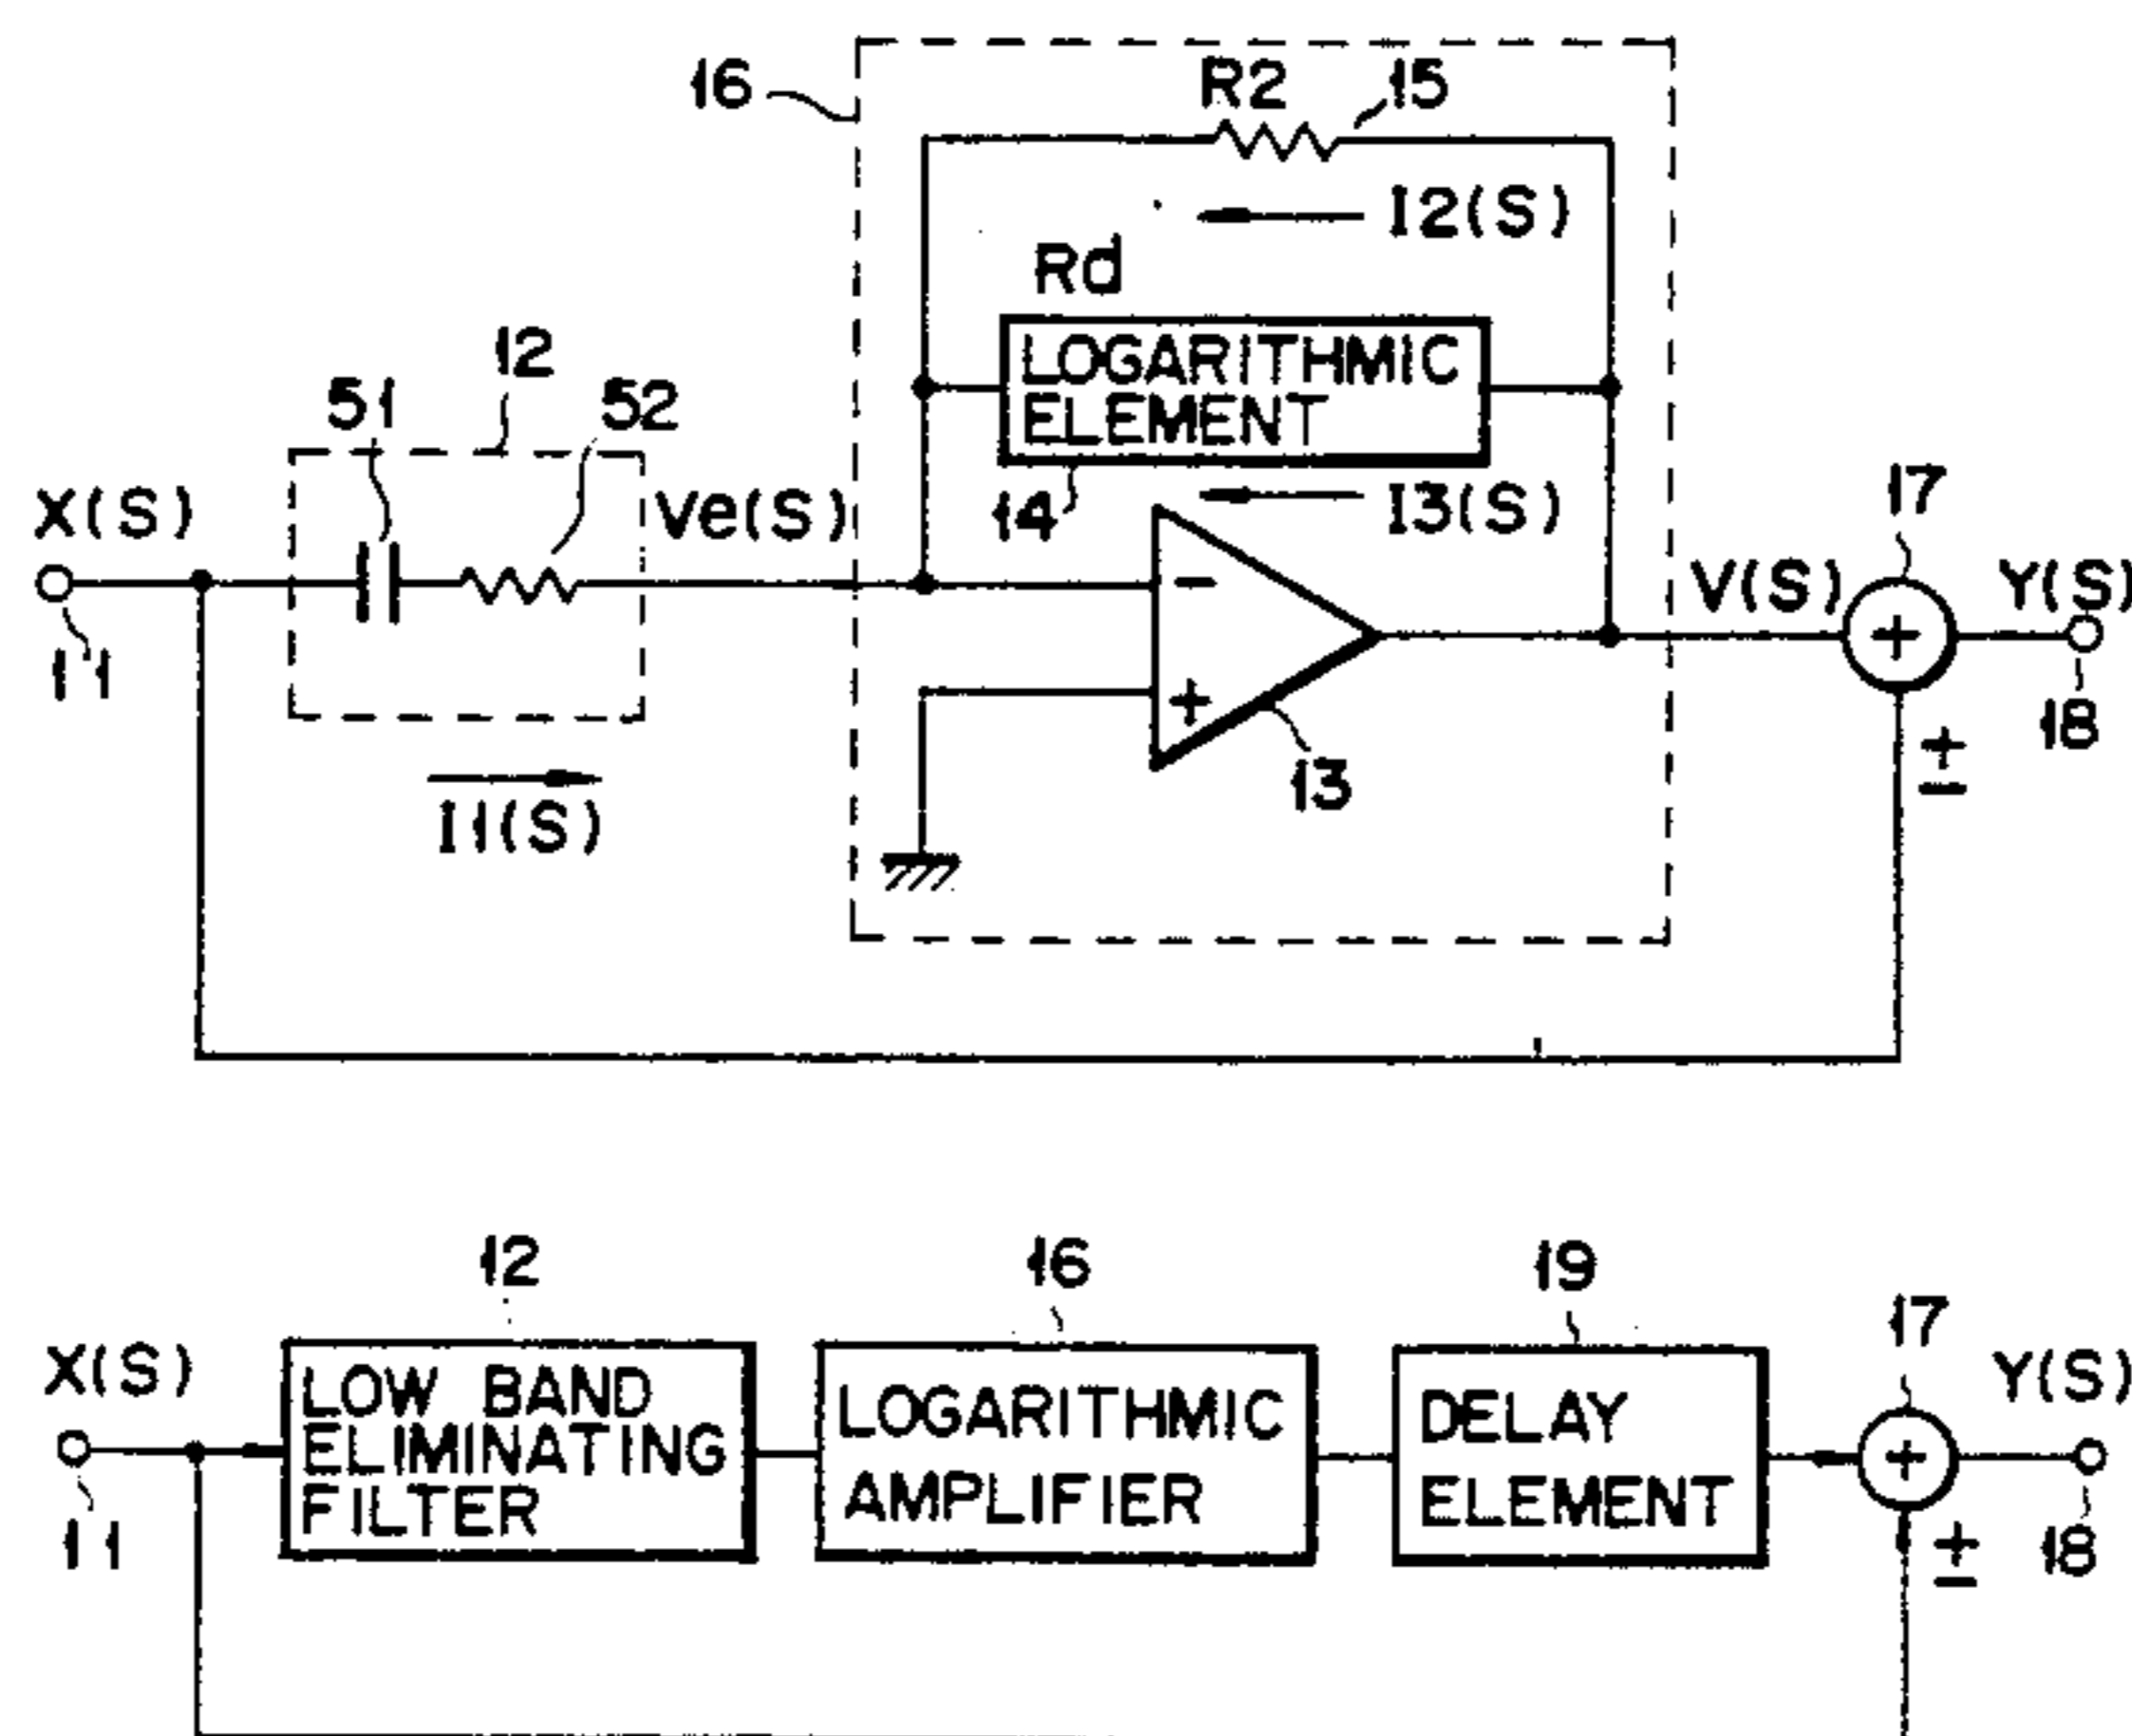 16
R2
15
I2(S)
Rd
LOGARITHMIC
ELEMENT
14
I3(S)
12
51
52
X(S)
Ve(S)
-
+
13
17
V(S)
Y(S)
11
18
+
±
I1(S)
12
16
19
17
X(S)
LOW BAND
ELIMINATING
FILTER
LOGARITHMIC
AMPLIFIER
DELAY
ELEMENT
+
Y(S)
11
±
18